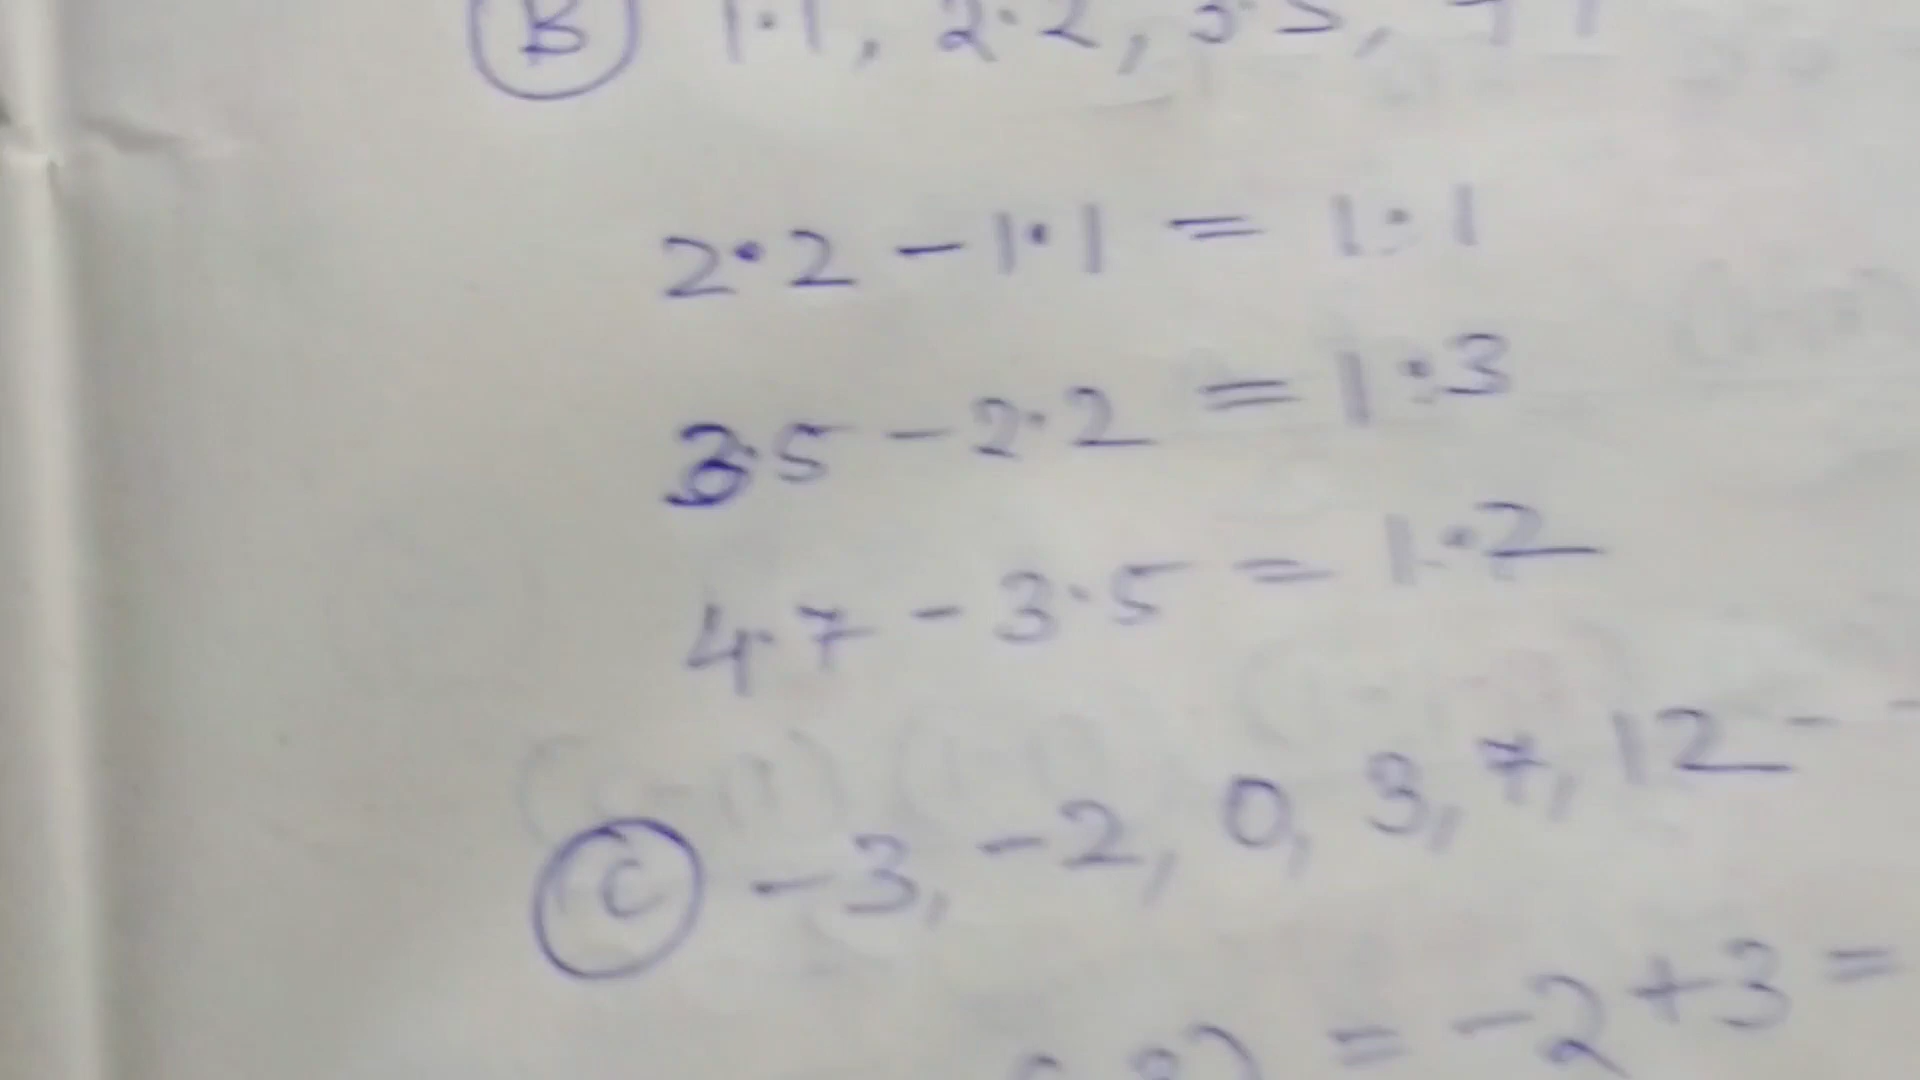 (B) 1.1, 2.2, 3.5,
2.2 - 1.1 = 1.1
3.5 - 2.2 = 1.3
4.7 - 3.5 = 1.2
(C) -3, -2, 0, 3, 7, 12 - -
= -2 + 3 =